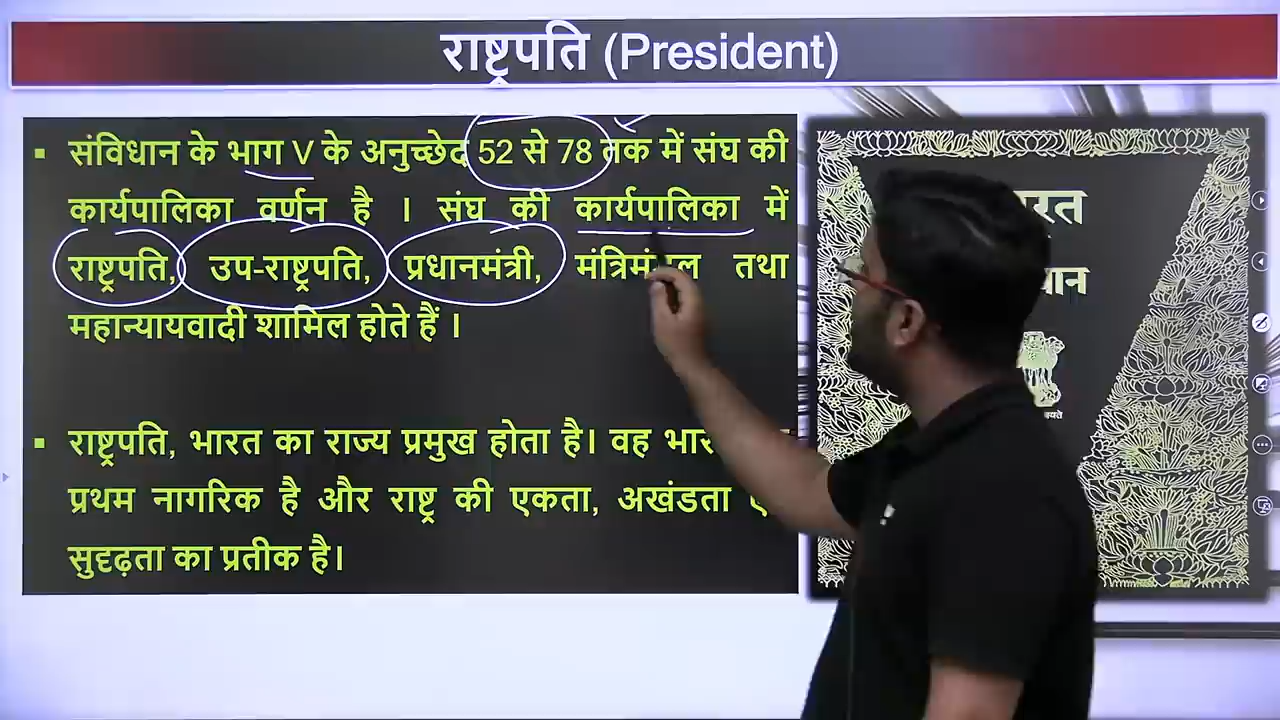 राष्ट्रपति (President)
संविधान के भाग V के अनुच्छेद 52 से 78 तक में संघ की
कार्यपालिका वर्णन है । संघ की कार्यपालिका में
राष्ट्रपति, उप-राष्ट्रपति, प्रधानमंत्री, तथा
महान्यायवादी शामिल होते हैं ।
राष्ट्रपति, भारत का राज्य प्रमुख होता है। वह
प्रथम नागरिक है और राष्ट्र की एकता, अखंडता
सुदृढ़ता का प्रतीक है।